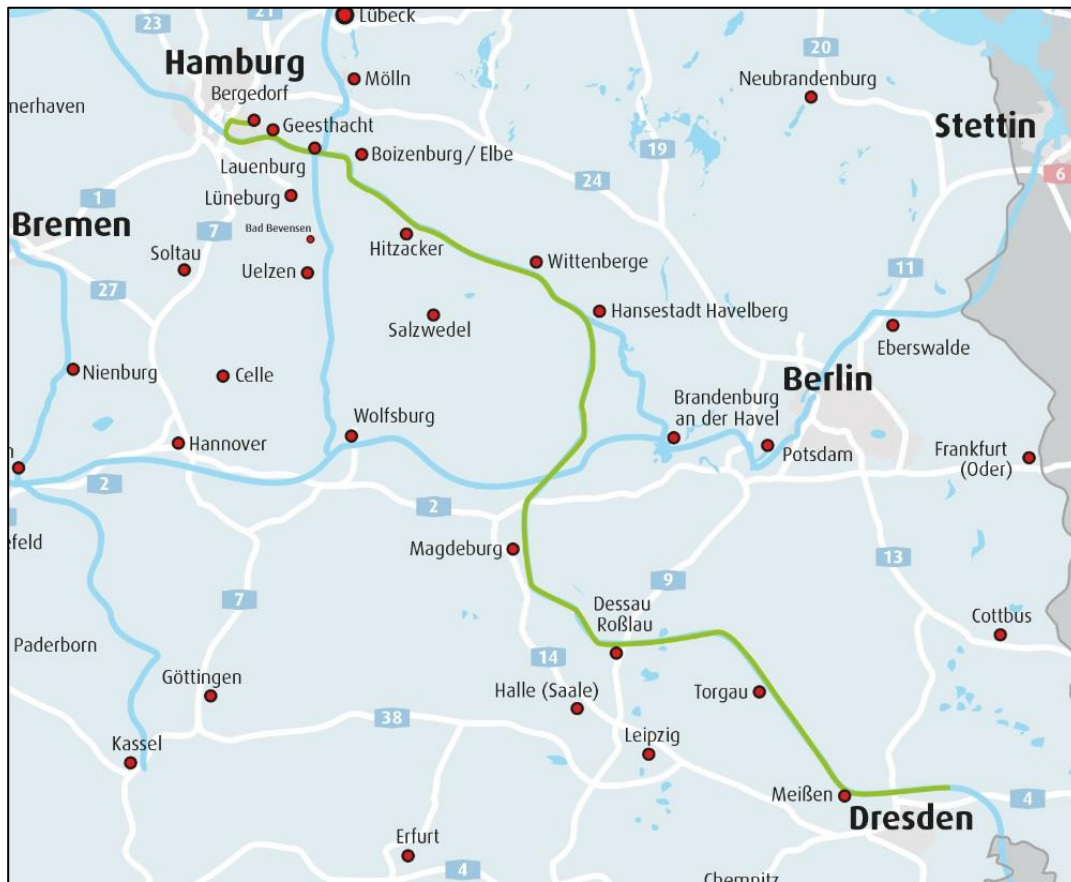 23
21
Lübeck
Hamburg
Mölln
20
Neubrandenburg
Bergedorf
merhaven
Geesthacht
Stettin
Boizenburg / Elbe
Lauenburg
19
24
6
1
Lüneburg
Bremen
7
Bad Bevensen
Hitzacker
Soltau
Uelzen
Wittenberge
11
27
Salzwedel
Hansestadt Havelberg
Eberswalde
Nienburg
Celle
Berlin
Brandenburg
an der Havel
Wolfsburg
Hannover
Potsdam
Frankfurt
(Oder)
n
2
2
efeld
Magdeburg
13
9
7
Dessau
Roßlau
Cottbus
Paderborn
14
Göttingen
Halle (Saale)
Torgau
38
Leipzig
Kassel
Meißen
4
Dresden
Erfurt
4
Chemnitz